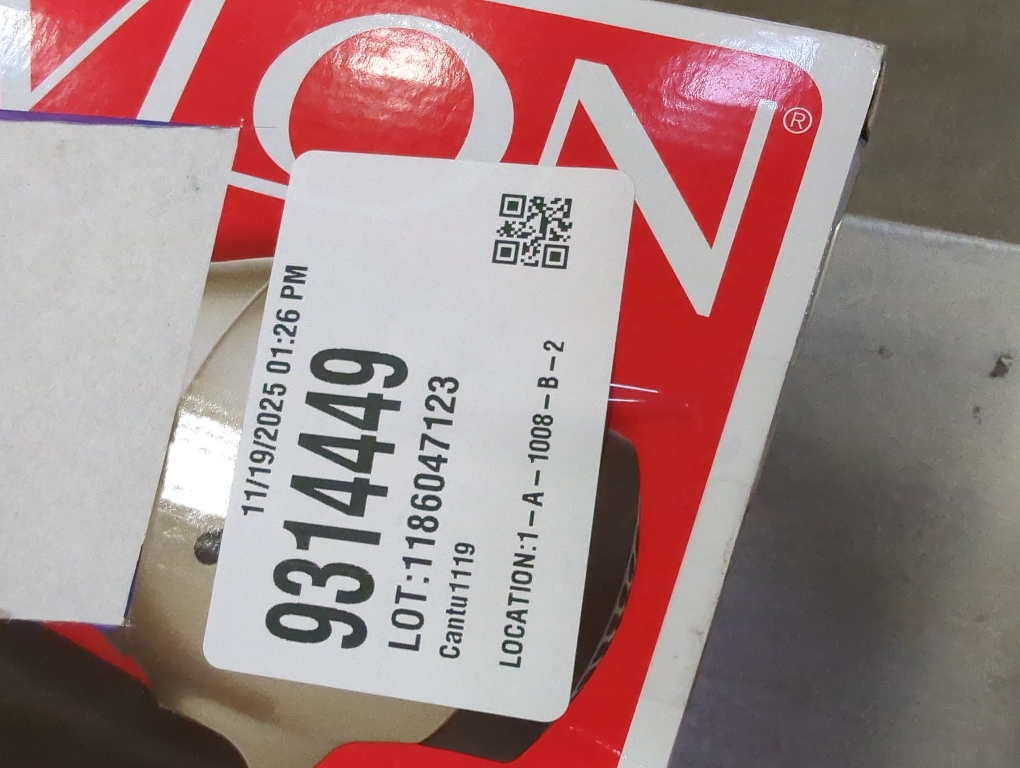 MON®
11/19/2025 01:26 PM
9314449
LOT:1186047123
Cantu1119
LOCATION:1-A-1008-B-2